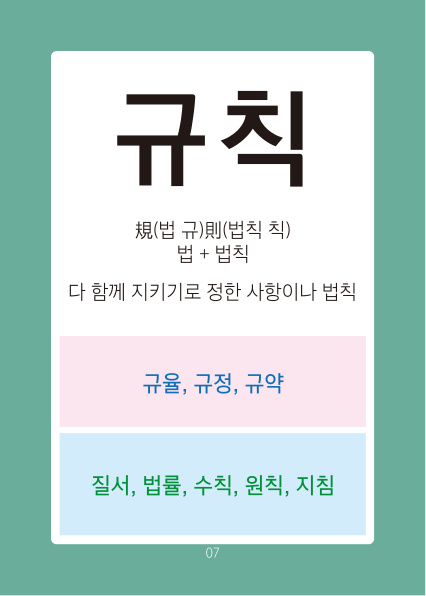 규칙
規(법 규)則(법칙 칙)
법 + 법칙
다 함께 지키기로 정한 사항이나 법칙
규율, 규정, 규약
질서, 법률, 수칙, 원칙, 지침
07